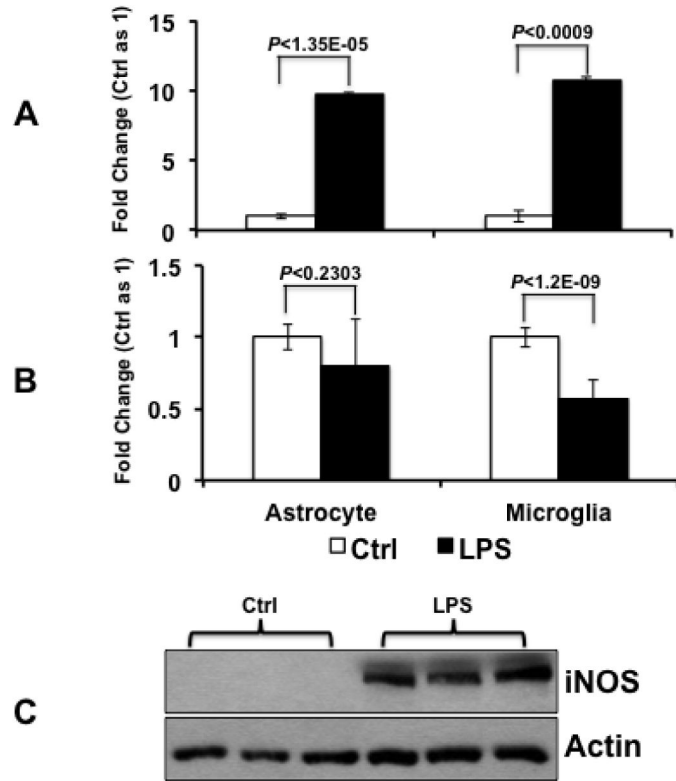 A
Fold Change (Ctrl as 1)
15
10
5
0
P<1.35E-05
P<0.0009
B
Fold Change (Ctrl as 1)
1.5
1
0.5
0
P<0.2303
P<1.2E-09
Astrocyte
Microglia
Ctrl
LPS
C
Ctrl
LPS
iNOS
Actin